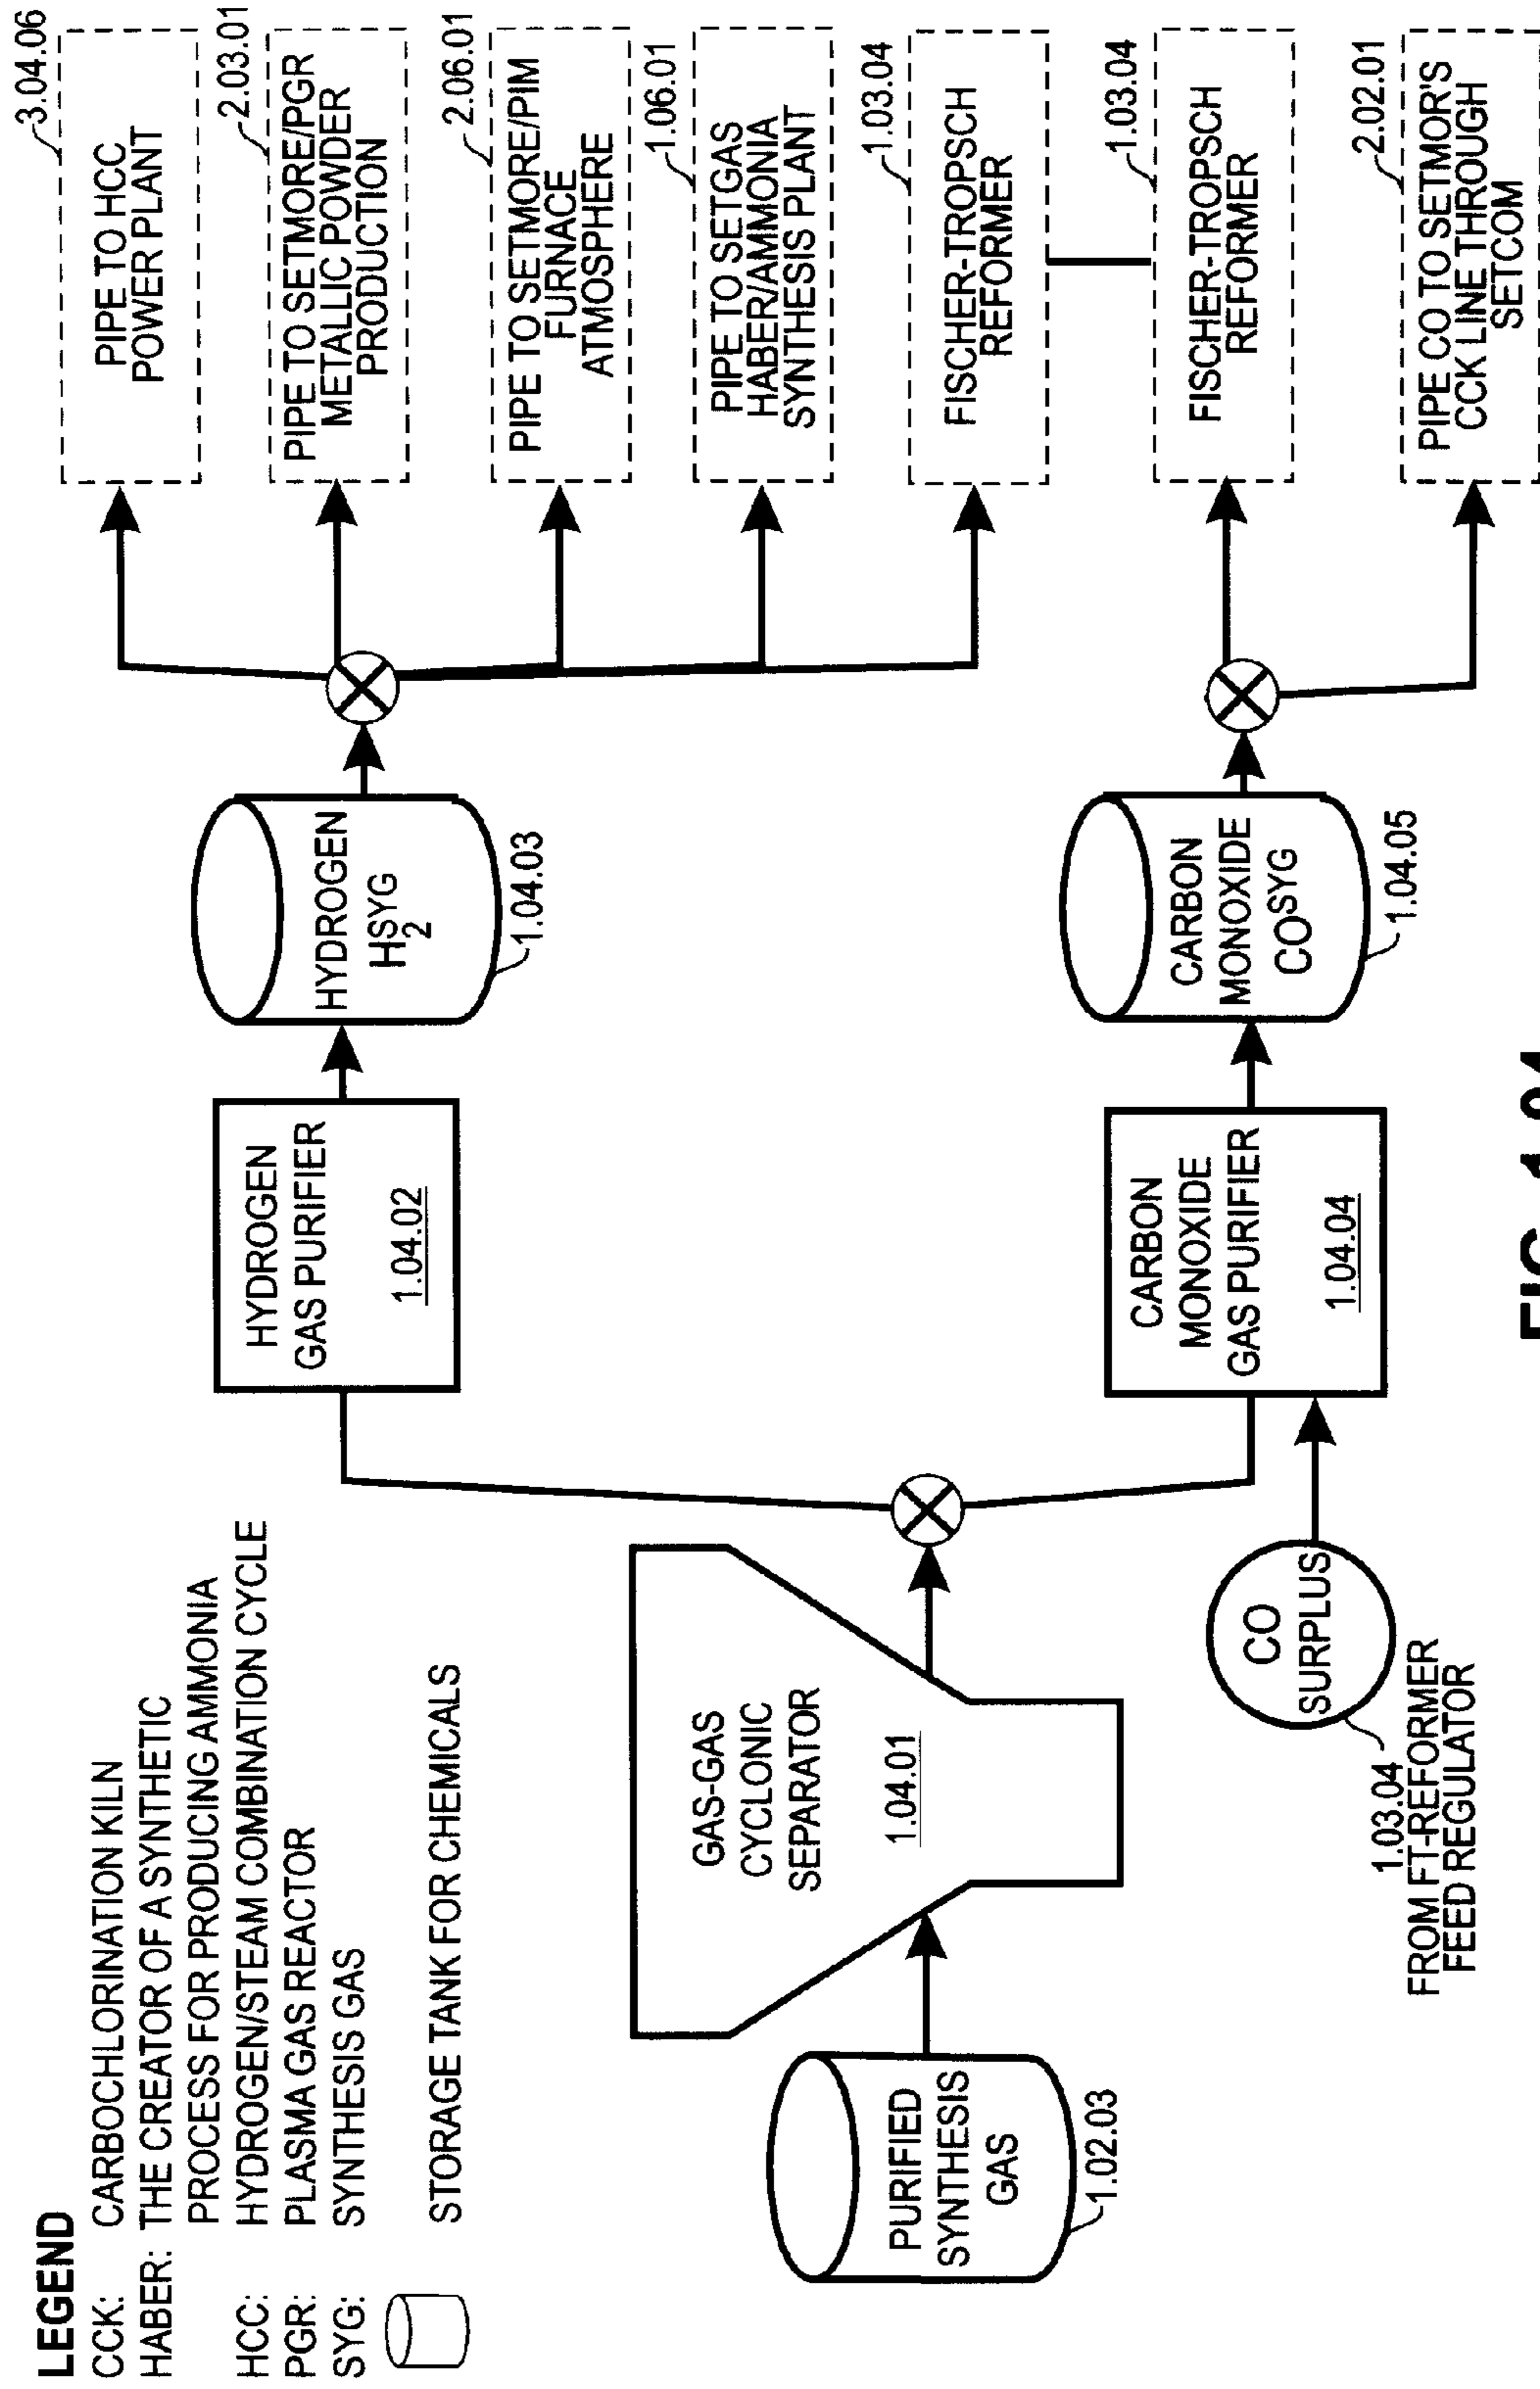 LEGEND
CCK: CARBOCHLORINATION KILN
HABER: THE CREATOR OF A SYNTHETIC
PROCESS FOR PRODUCING AMMONIA
HCC: HYDROGEN/STEAM COMBINATION CYCLE
PGR: PLASMA GAS REACTOR
SYG: SYNTHESIS GAS
STORAGE TANK FOR CHEMICALS
PURIFIED
SYNTHESIS
GAS
1.02.03
GAS-GAS
CYCLONIC
SEPARATOR
1.04.01
CO
SURPLUS
1.03.04
FROM FT-REFORMER
FEED REGULATOR
HYDROGEN
GAS PURIFIER
1.04.02
CARBON
MONOXIDE
GAS PURIFIER
1.04.04
HYDROGEN
H₂SYG
1.04.03
CARBON
MONOXIDE
COSYG
1.04.05
3.04.06
PIPE TO HCC
POWER PLANT
2.03.01
PIPE TO SETMORE/PGR
METALLIC POWDER
PRODUCTION
2.06.01
PIPE TO SETMORE/PIM
FURNACE
ATMOSPHERE
1.06.01
PIPE TO SETGAS
HABER/AMMONIA
SYNTHESIS PLANT
1.03.04
FISCHER-TROPSCH
REFORMER
1.03.04
FISCHER-TROPSCH
REFORMER
2.02.01
PIPE CO TO SETMOR'S
CCK LINE THROUGH
SETCOM